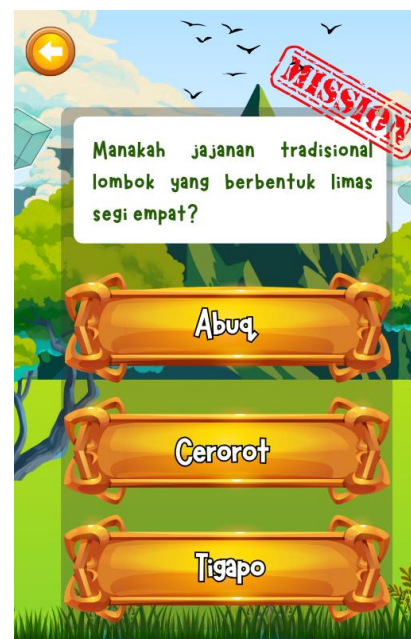 MISSION
Manakah jajanan tradisional
lombok yang berbentuk limas
segi empat?
Abuq
Cerorot
Tigapo